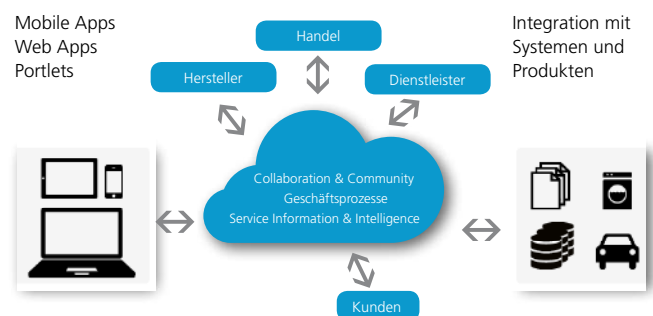 Mobile Apps
Web Apps
Portlets
Handel
Hersteller
Dienstleister
Integration mit
Systemen und
Produkten
Collaboration & Community
Geschäftsprozesse
Service Information & Intelligence
Kunden